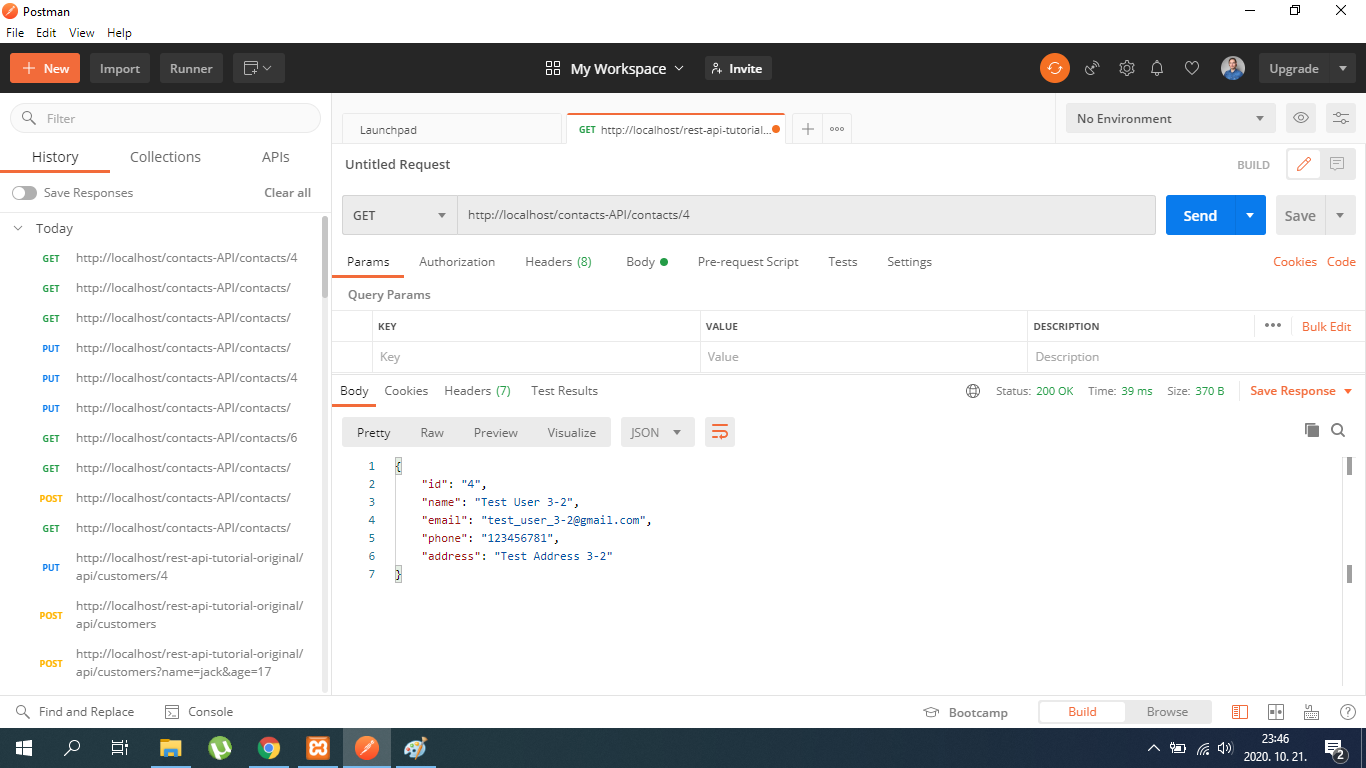 Postman
File Edit View Help
New Import Runner My Workspace Invite Upgrade
Filter
History Collections APIs
Save Responses Clear all
Today
GET http://localhost/contacts-API/contacts/4
GET http://localhost/contacts-API/contacts/
GET http://localhost/contacts-API/contacts/
PUT http://localhost/contacts-API/contacts/
PUT http://localhost/contacts-API/contacts/4
PUT http://localhost/contacts-API/contacts/
GET http://localhost/contacts-API/contacts/6
GET http://localhost/contacts-API/contacts/
POST http://localhost/contacts-API/contacts/
GET http://localhost/contacts-API/contacts/
PUT http://localhost/rest-api-tutorial-original/
api/customers/4
POST http://localhost/rest-api-tutorial-original/
api/customers
POST http://localhost/rest-api-tutorial-original/
api/customers?name=jack&age=17
Launchpad GET http://localhost/rest-api-tutorial... No Environment
Untitled Request BUILD
GET http://localhost/contacts-API/contacts/4 Send Save
Params Authorization Headers (8) Body Pre-request Script Tests Settings Cookies Code
Query Params
KEY VALUE DESCRIPTION Bulk Edit
Key Value Description
Body Cookies Headers (7) Test Results Status: 200 OK Time: 39 ms Size: 370 B Save Response
Pretty Raw Preview Visualize JSON
1 {
2 "id": "4",
3 "name": "Test User 3-2",
4 "email": "test_user_3-2@gmail.com",
5 "phone": "123456781",
6 "address": "Test Address 3-2"
7 }
Find and Replace Console Bootcamp Build Browse
23:46
2020. 10. 21.
2